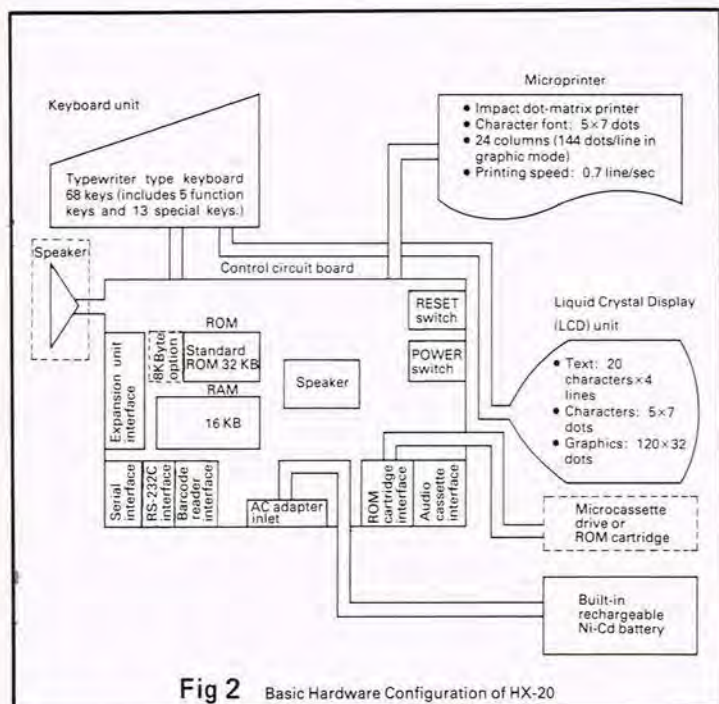 Microprinter
● Impact dot-matrix printer
● Character font: 5×7 dots
● 24 columns (144 dots/line in
graphic mode)
● Printing speed: 0.7 line/sec
Keyboard unit
Typewriter type keyboard
68 keys (includes 5 function
keys and 13 special keys.)
Speaker
Control circuit board
RESET
switch
POWER
switch
ROM
8K Byte
option
Standard
ROM 32 KB
RAM
16 KB
Speaker
Expansion unit
interface
Serial
interface
RS-232C
interface
Barcode
reader
interface
AC adapter
inlet
ROM
cartridge
interface
Audio
cassette
interface
Liquid Crystal Display
(LCD) unit
● Text: 20
characters×4
lines
● Characters: 5×7
dots
● Graphics: 120×32
dots
Microcassette
drive or
ROM cartridge
Built-in
rechargeable
Ni-Cd battery
Fig 2 Basic Hardware Configuration of HX-20